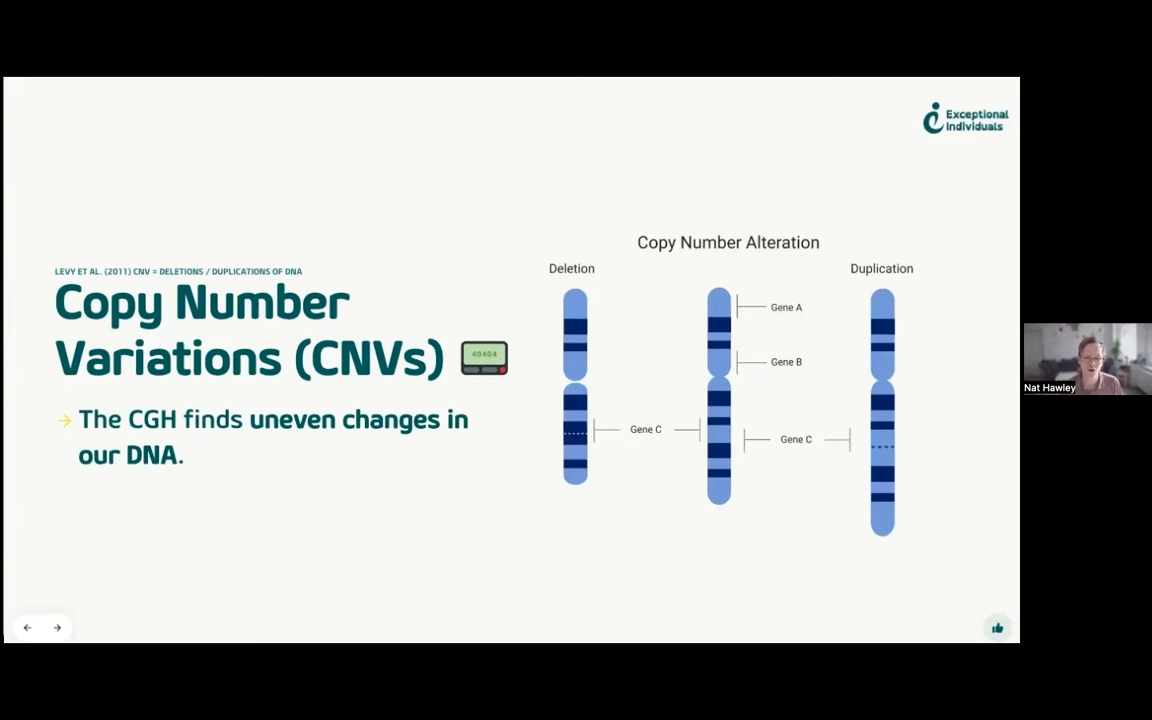 Exceptional
Individuals
LEVY ET AL. (2011) CNV = DELETIONS / DUPLICATIONS OF DNA
Copy Number
Variations (CNVs)
40404
→ The CGH finds uneven changes in
our DNA.
Copy Number Alteration
Deletion
Duplication
Gene A
Gene B
Gene C
Gene C
Nat Hawley